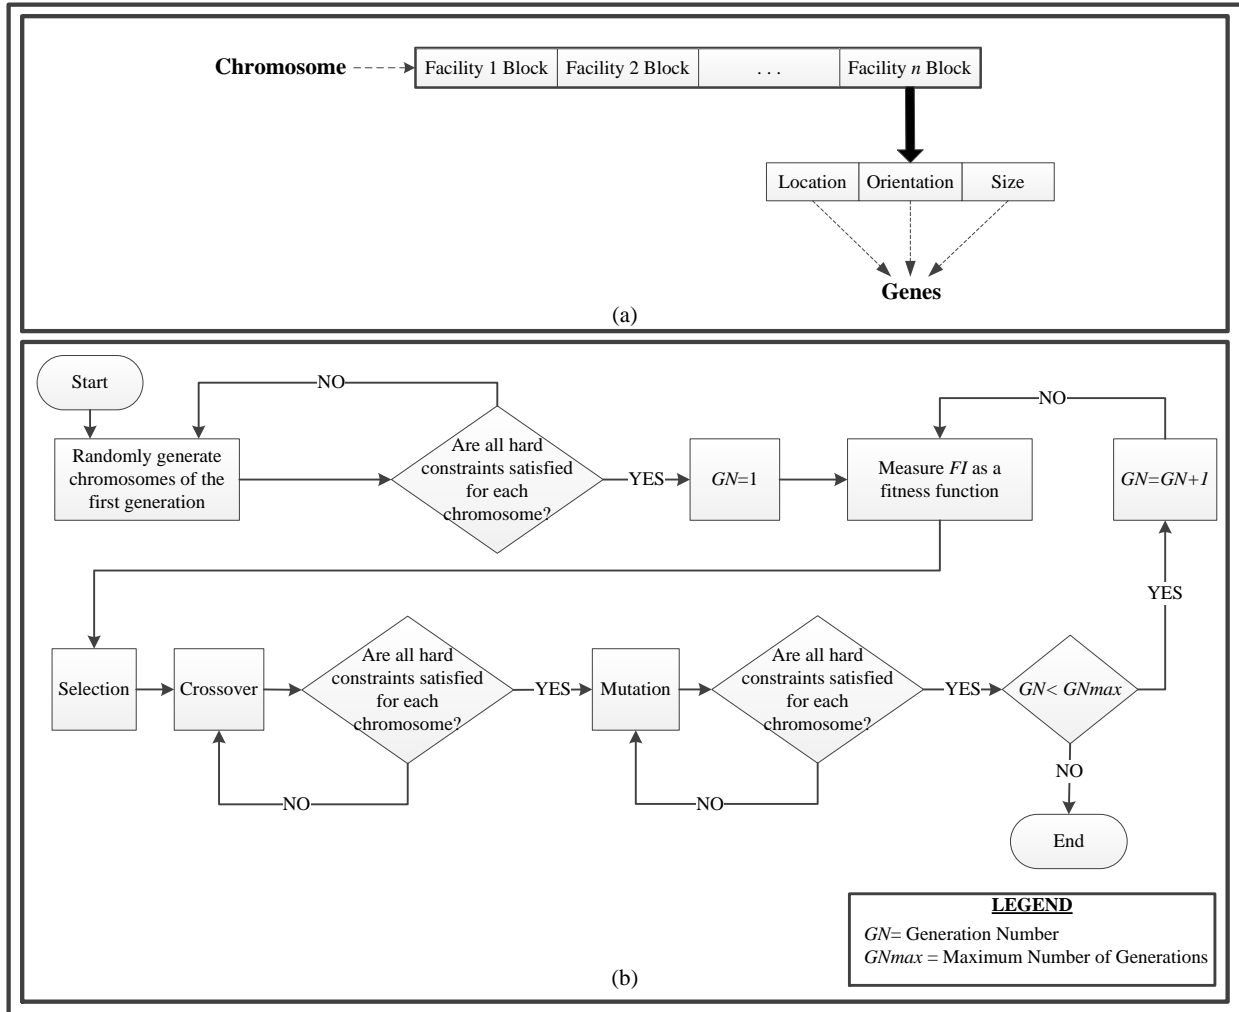 Chromosome
Facility 1 Block
Facility 2 Block
. . .
Facility n Block
Location
Orientation
Size
Genes
(a)
Start
NO
Randomly generate
chromosomes of the
first generation
Are all hard
constraints satisfied
for each
chromosome?
YES
GN=1
Measure FI as a
fitness function
NO
GN=GN+1
YES
Selection
Crossover
Are all hard
constraints satisfied
for each
chromosome?
YES
NO
Mutation
Are all hard
constraints satisfied
for each
chromosome?
YES
NO
GN< GNmax
NO
End
LEGEND
GN= Generation Number
GNmax = Maximum Number of Generations
(b)